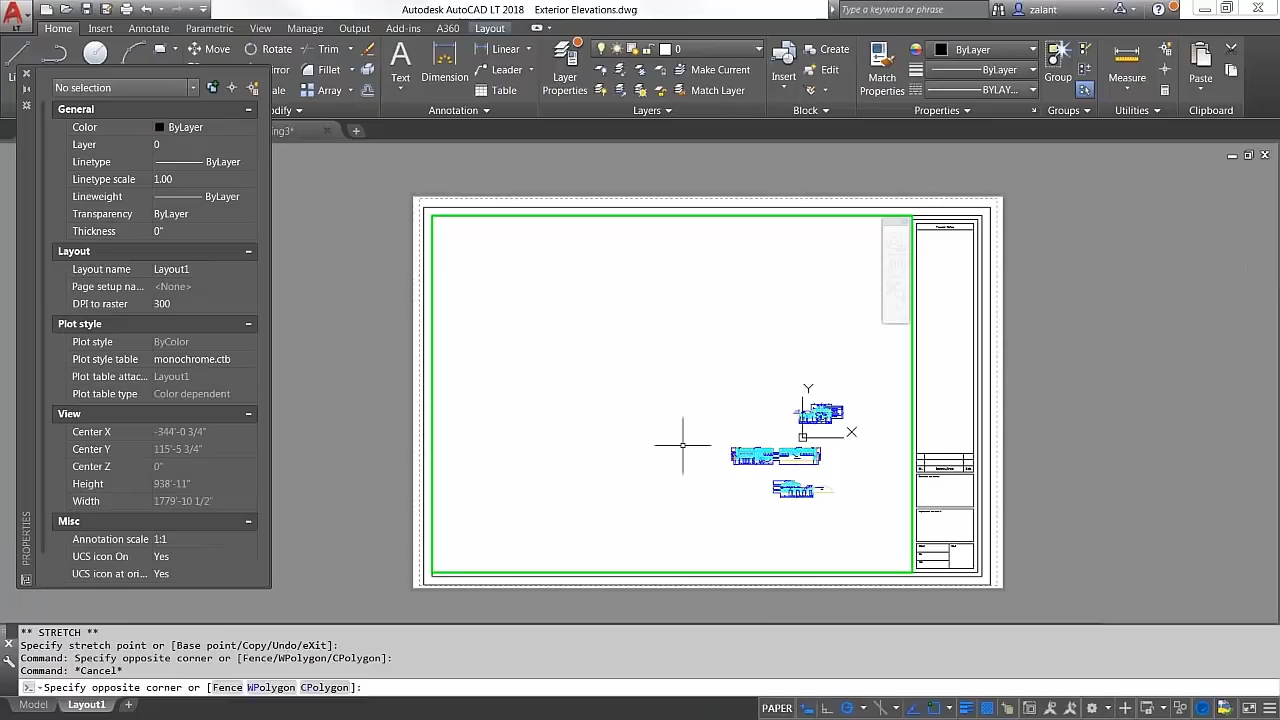 Autodesk AutoCAD LT 2018 Exterior Elevations.dwg
Type a keyword or phrase
zalant
Home Insert Annotate Parametric View Manage Output Add-ins A360 Layout
Move Rotate Trim
Fillet
Array
Text
Dimension
Linear
Leader
Table
Layer
Properties
0
Make Current
Match Layer
Insert
Create
Edit
Match
Properties
ByLayer
ByLayer
BYLAY...
Group
Measure
Paste
Annotation Layers Block Properties Groups Utilities Clipboard
No selection
General
Color ByLayer
Layer 0
Linetype ByLayer
Linetype scale 1.00
Lineweight ByLayer
Transparency ByLayer
Thickness 0"
Layout
Layout name Layout1
Page setup na... <None>
DPI to raster 300
Plot style
Plot style ByColor
Plot style table monochrome.ctb
Plot table attac... Layout1
Plot table type Color dependent
View
Center X -344'-0 3/4"
Center Y 115'-5 3/4"
Center Z 0"
Height 938'-11"
Width 1779'-10 1/2"
Misc
Annotation scale 1:1
UCS icon On Yes
UCS icon at ori... Yes
PROPERTIES
Y
X
** STRETCH **
Specify stretch point or [Base point/Copy/Undo/eXit]:
Command: Specify opposite corner or [Fence/WPolygon/CPolygon]:
Command: *Cancel*
Specify opposite corner or [Fence WPolygon CPolygon]:
Model Layout1 +
PAPER